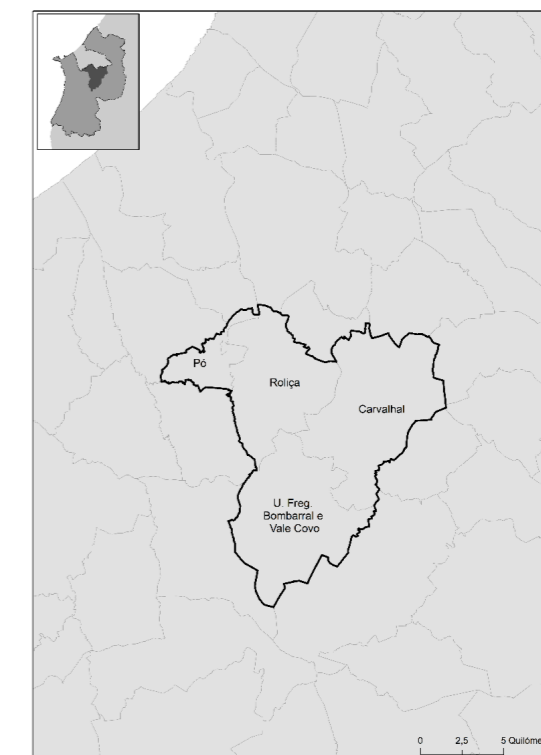 Pó
Roliça
Carvalhal
U. Freg.
Bombarral e
Vale Covo
0 2,5 5 Quilóme